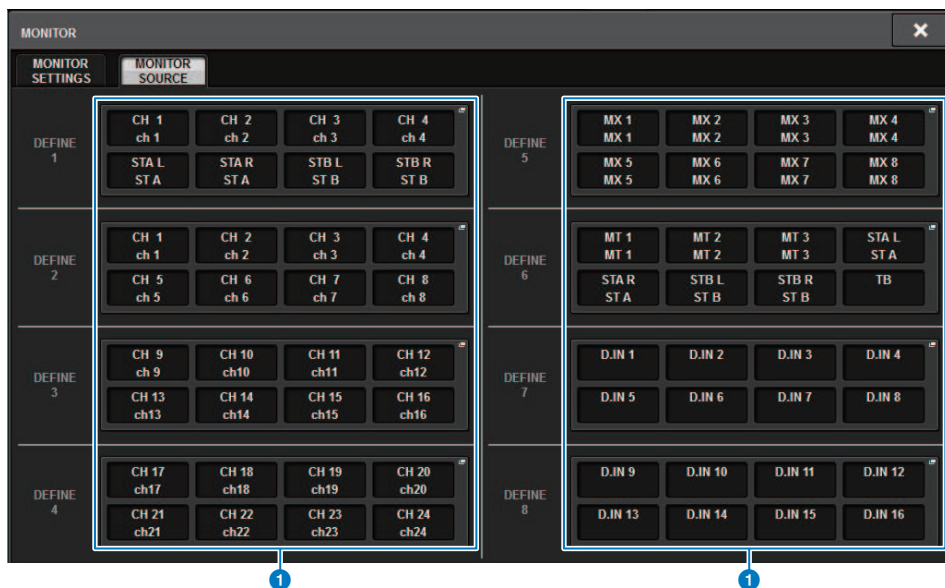 MONITOR
MONITOR SETTINGS
MONITOR SOURCE
DEFINE 1
CH 1 CH 2 CH 3 CH 4
ch 1 ch 2 ch 3 ch 4
STA L STA R STB L STB R
ST A ST A ST B ST B
DEFINE 2
CH 1 CH 2 CH 3 CH 4
ch 1 ch 2 ch 3 ch 4
CH 5 CH 6 CH 7 CH 8
ch 5 ch 6 ch 7 ch 8
DEFINE 3
CH 9 CH 10 CH 11 CH 12
ch 9 ch10 ch11 ch12
CH 13 CH 14 CH 15 CH 16
ch13 ch14 ch15 ch16
DEFINE 4
CH 17 CH 18 CH 19 CH 20
ch17 ch18 ch19 ch20
CH 21 CH 22 CH 23 CH 24
ch21 ch22 ch23 ch24
1
DEFINE 5
MX 1 MX 2 MX 3 MX 4
MX 1 MX 2 MX 3 MX 4
MX 5 MX 6 MX 7 MX 8
MX 5 MX 6 MX 7 MX 8
DEFINE 6
MT 1 MT 2 MT 3 STA L
MT 1 MT 2 MT 3 ST A
STA R STB L STB R TB
ST A ST B ST B
DEFINE 7
D.IN 1 D.IN 2 D.IN 3 D.IN 4
D.IN 5 D.IN 6 D.IN 7 D.IN 8
DEFINE 8
D.IN 9 D.IN 10 D.IN 11 D.IN 12
D.IN 13 D.IN 14 D.IN 15 D.IN 16
1